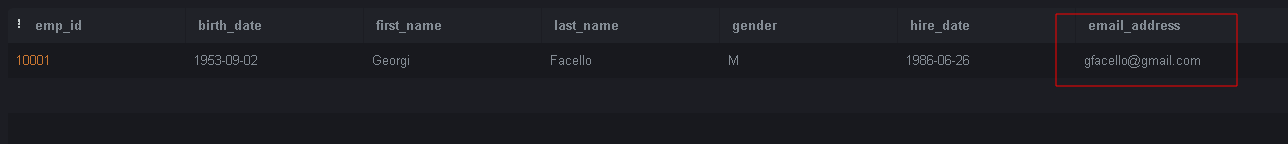 emp_id birth_date first_name last_name gender hire_date email_address
10001 1953-09-02 Georgi Facello M 1986-06-26 gfacello@gmail.com